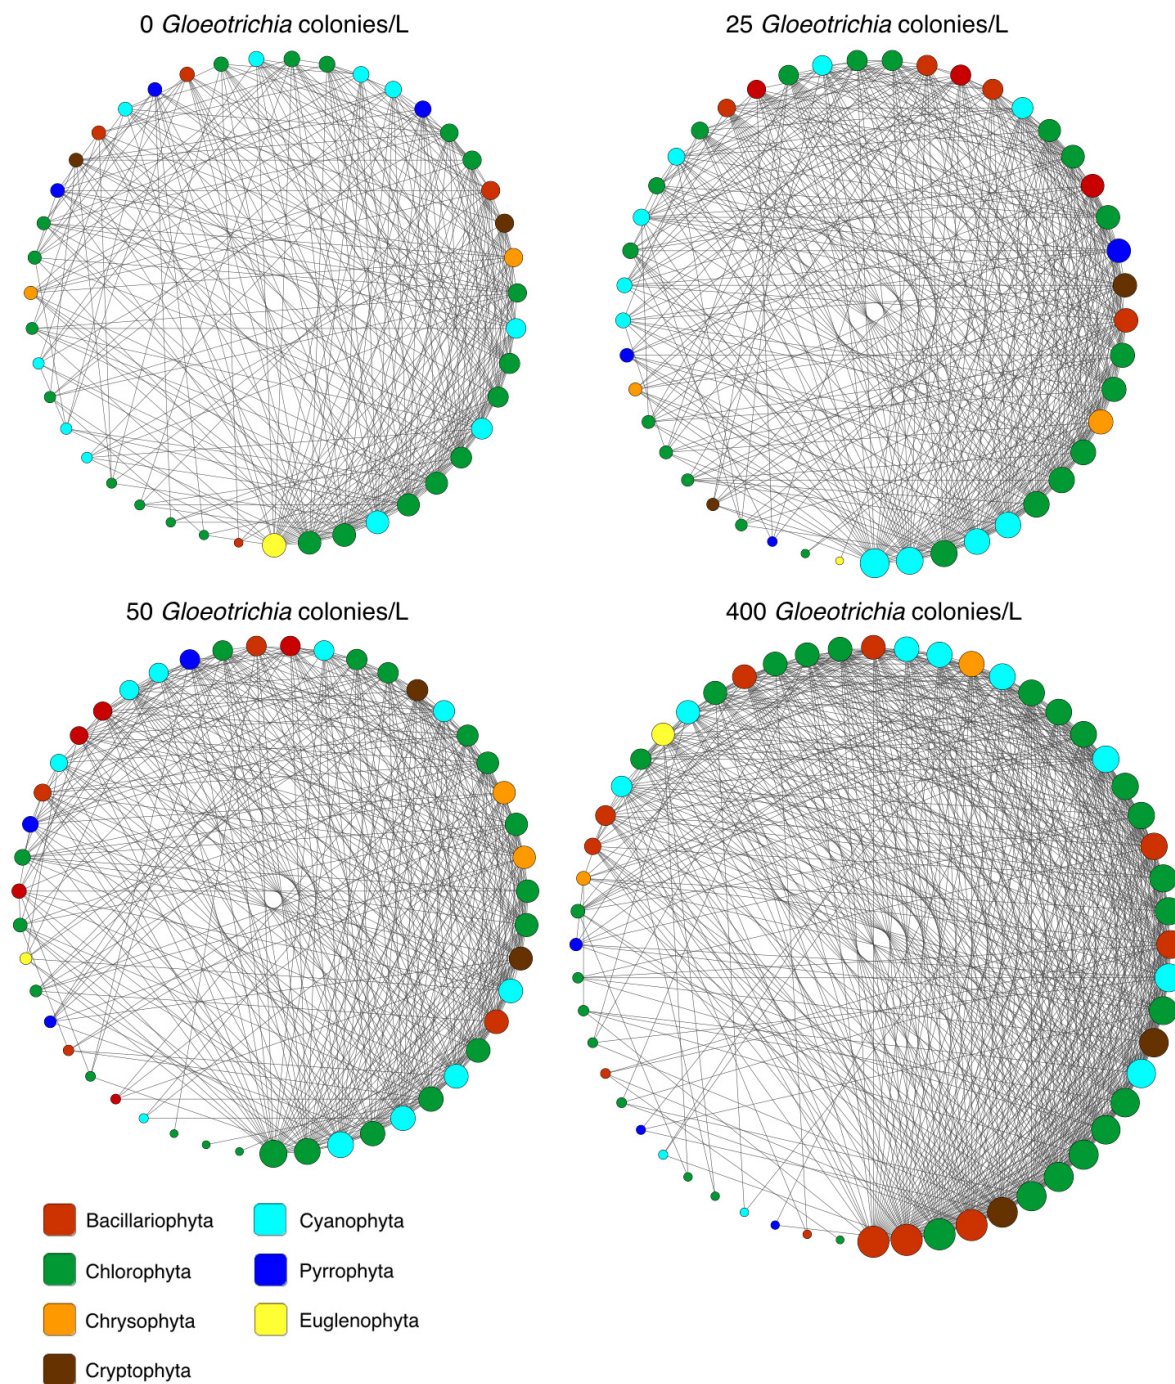 0 Gloeotrichia colonies/L
25 Gloeotrichia colonies/L
50 Gloeotrichia colonies/L
400 Gloeotrichia colonies/L
Bacillariophyta
Cyanophyta
Chlorophyta
Pyrrophyta
Chrysophyta
Euglenophyta
Cryptophyta